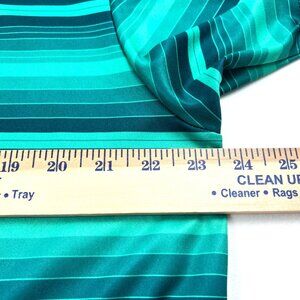 19 20 21 22 23 24 25
CLEAN UP
• Tray • Cleaner • Rags